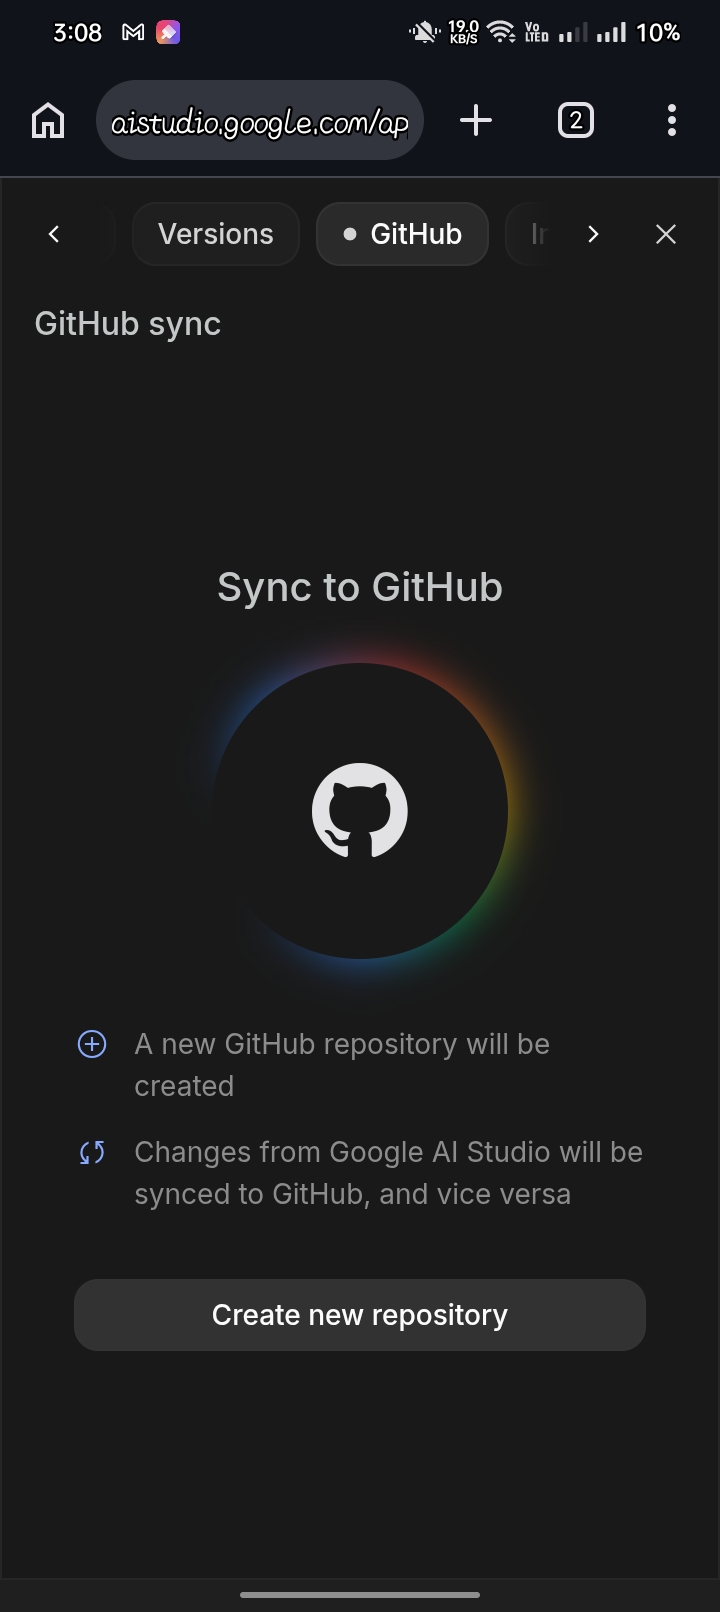 3:08 19.0 KB/S Vo LTED 10%
aistudio.google.com/ap 2
Versions GitHub
GitHub sync
Sync to GitHub
A new GitHub repository will be
created
Changes from Google AI Studio will be
synced to GitHub, and vice versa
Create new repository